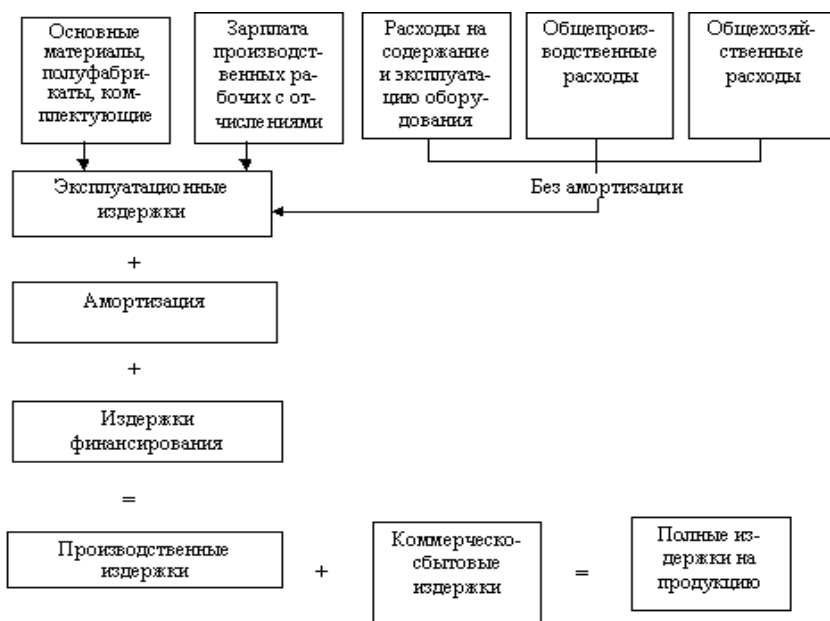 Основные
материалы,
полуфабри-
каты, ком-
плектующие
Зарплата
производст-
венных ра-
бочих с от-
числениями
Расходы на
содержание
и эксплуата-
цию обору-
дования
Общепроиз-
водственные
расходы
Общехозяй-
ственные
расходы
Эксплуатационные
издержки
Без амортизации
+
Амортизация
+
Издержки
финансирования
=
Производственные
издержки
+
Коммерческо-
сбытовые
издержки
=
Полные из-
держки на
продукцию